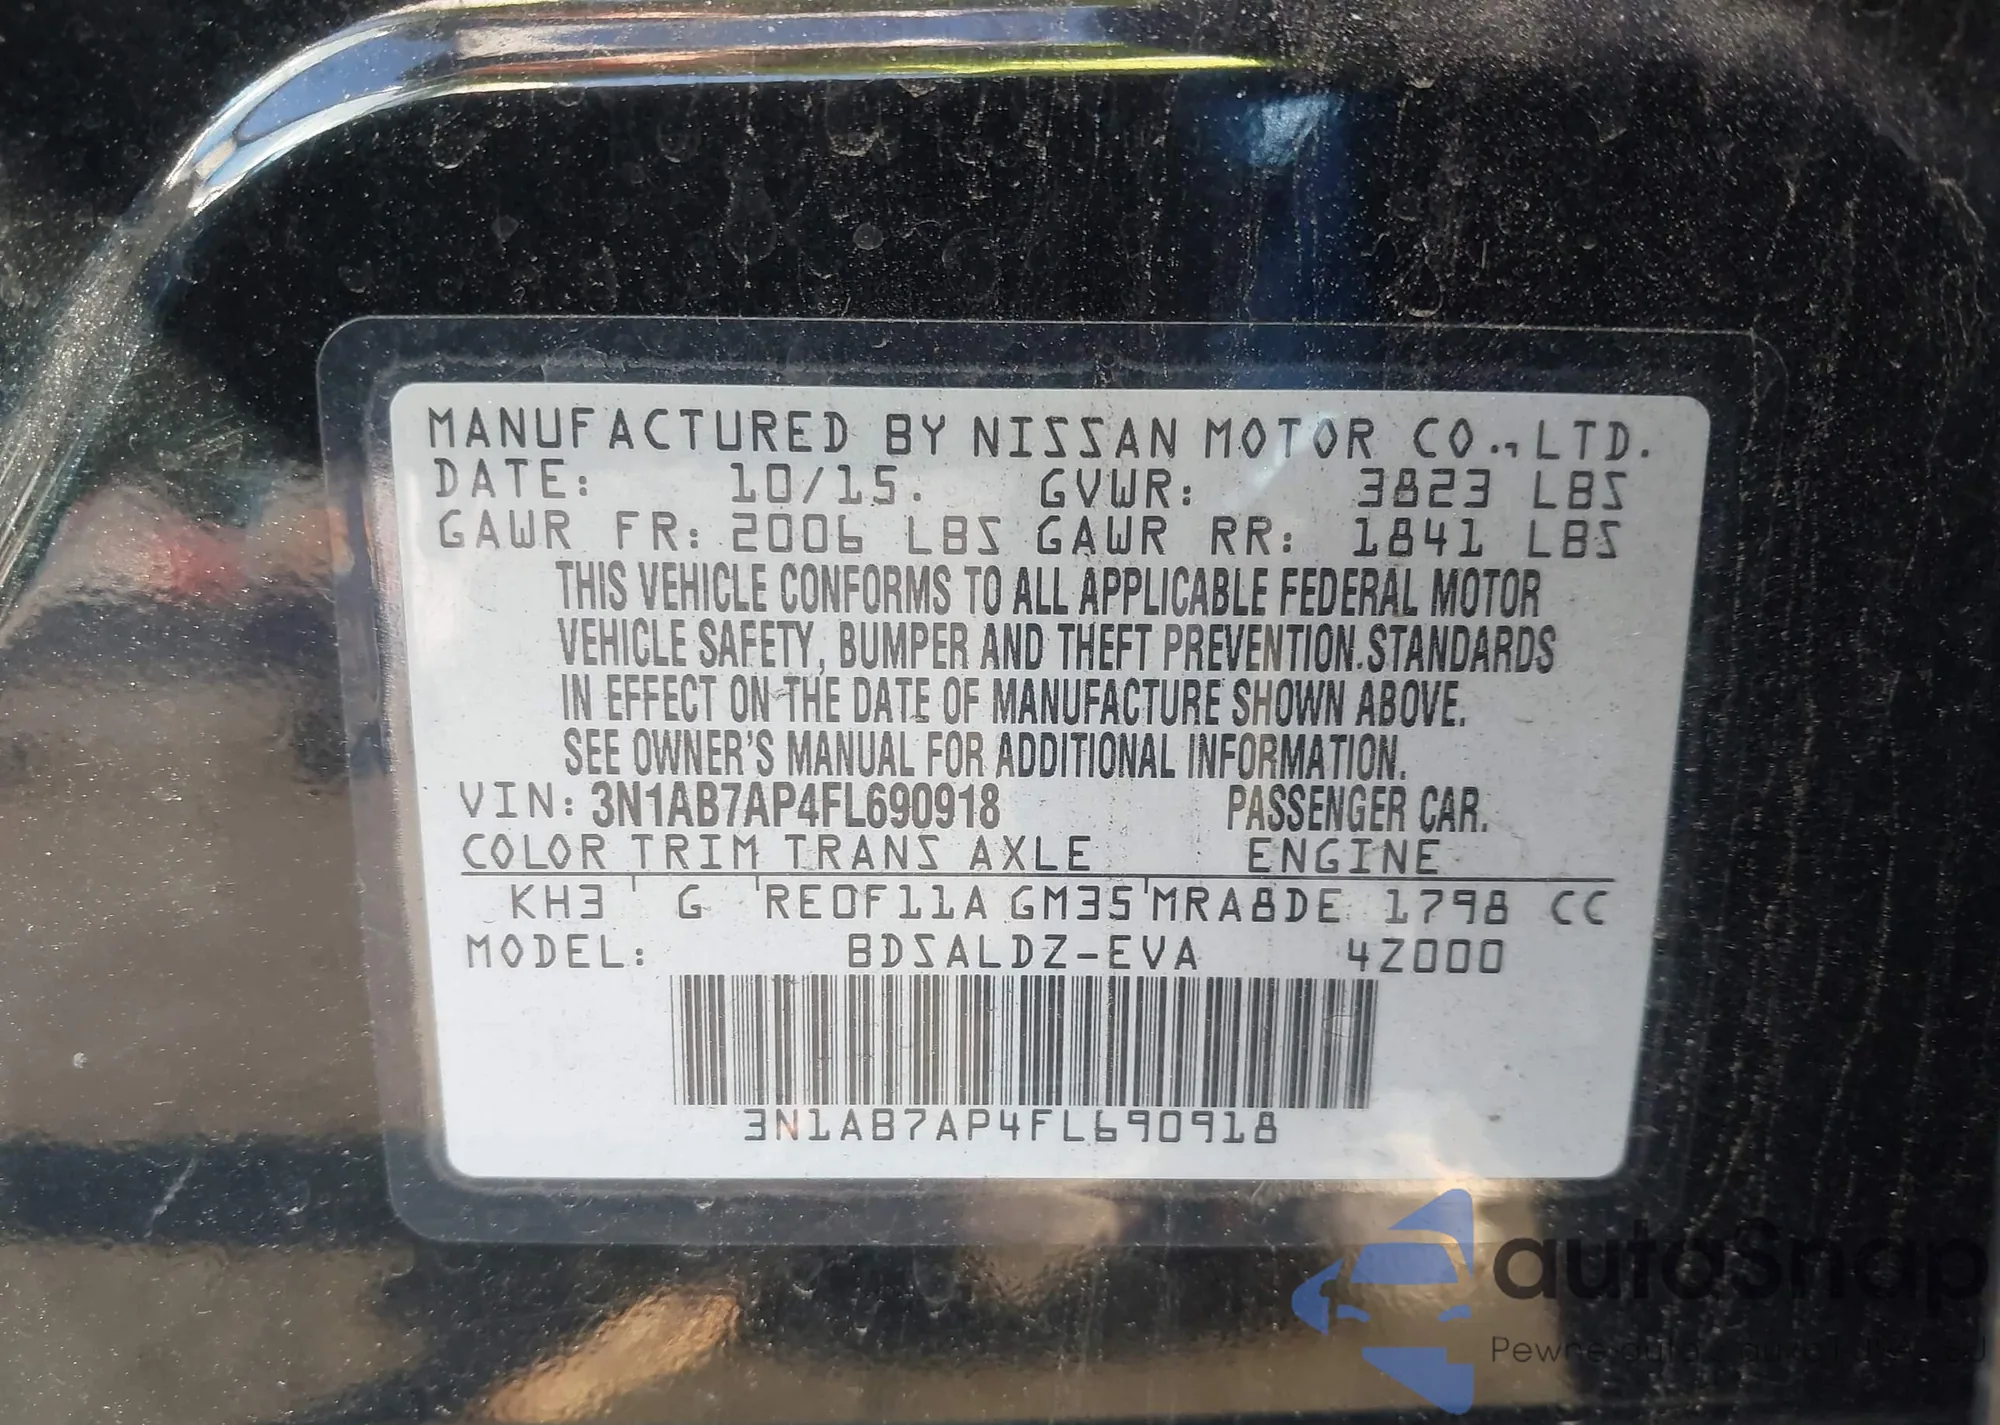 MANUFACTURED BY NISSAN MOTOR CO., LTD.
DATE: 10/15. GVWR: 3823 LBS
GAWR FR: 2006 LBS GAWR RR: 1841 LBS
THIS VEHICLE CONFORMS TO ALL APPLICABLE FEDERAL MOTOR
VEHICLE SAFETY, BUMPER AND THEFT PREVENTION.STANDARDS
IN EFFECT ON THE DATE OF MANUFACTURE SHOWN ABOVE.
SEE OWNER'S MANUAL FOR ADDITIONAL INFORMATION.
VIN: 3N1AB7AP4FL690918 PASSENGER CAR.
COLOR TRIM TRANS AXLE ENGINE
KH3 G RE0F11A GM35 MRA8DE 1798 CC
MODEL: BDSALDZ-EVA 4Z000
3N1AB7AP4FL690918
autoSnap
Pewne auta